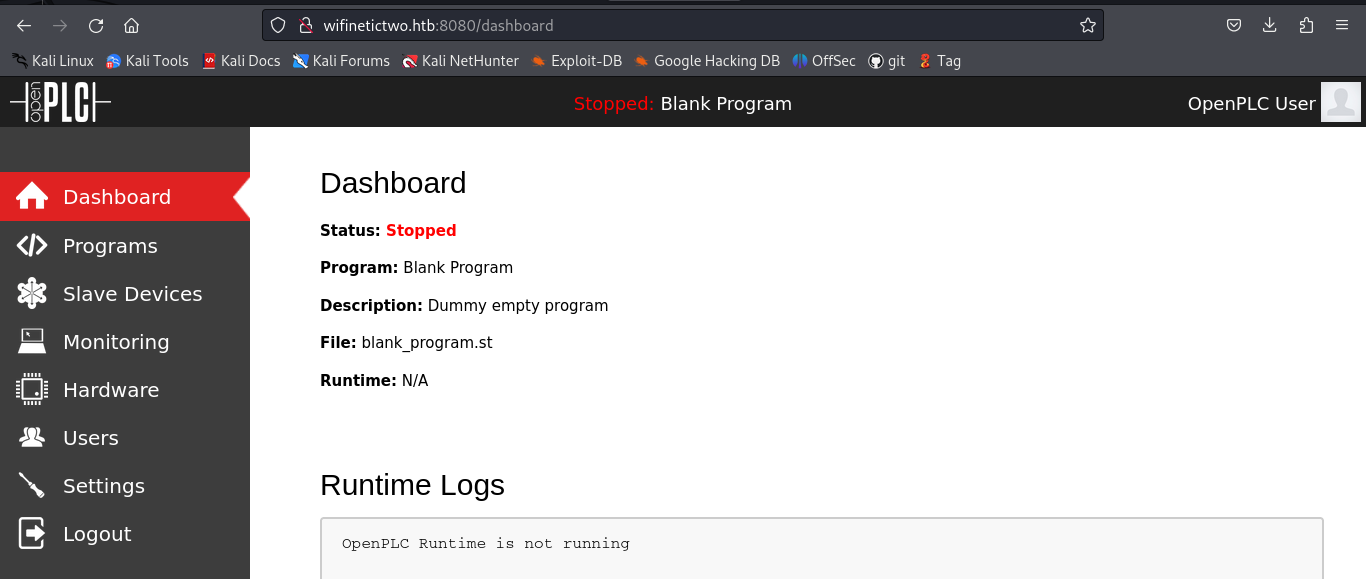 wifinetictwo.htb:8080/dashboard
Kali Linux Kali Tools Kali Docs Kali Forums Kali NetHunter Exploit-DB Google Hacking DB OffSec git Tag
open PLC Stopped: Blank Program OpenPLC User
Dashboard
Programs
Slave Devices
Monitoring
Hardware
Users
Settings
Logout
Dashboard
Status: Stopped
Program: Blank Program
Description: Dummy empty program
File: blank_program.st
Runtime: N/A
Runtime Logs
OpenPLC Runtime is not running